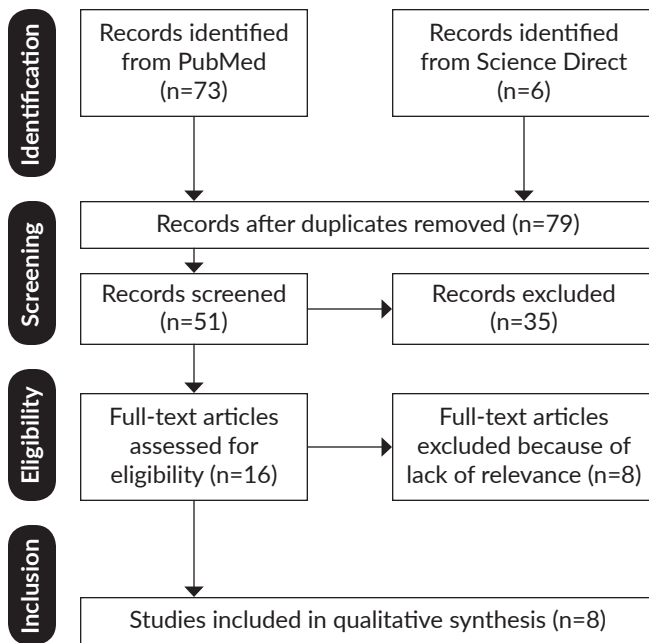 Identification
Records identified
from PubMed
(n=73)
Records identified
from Science Direct
(n=6)
Screening
Records after duplicates removed (n=79)
Records screened
(n=51)
Records excluded
(n=35)
Eligibility
Full-text articles
assessed for
eligibility (n=16)
Full-text articles
excluded because of
lack of relevance (n=8)
Inclusion
Studies included in qualitative synthesis (n=8)